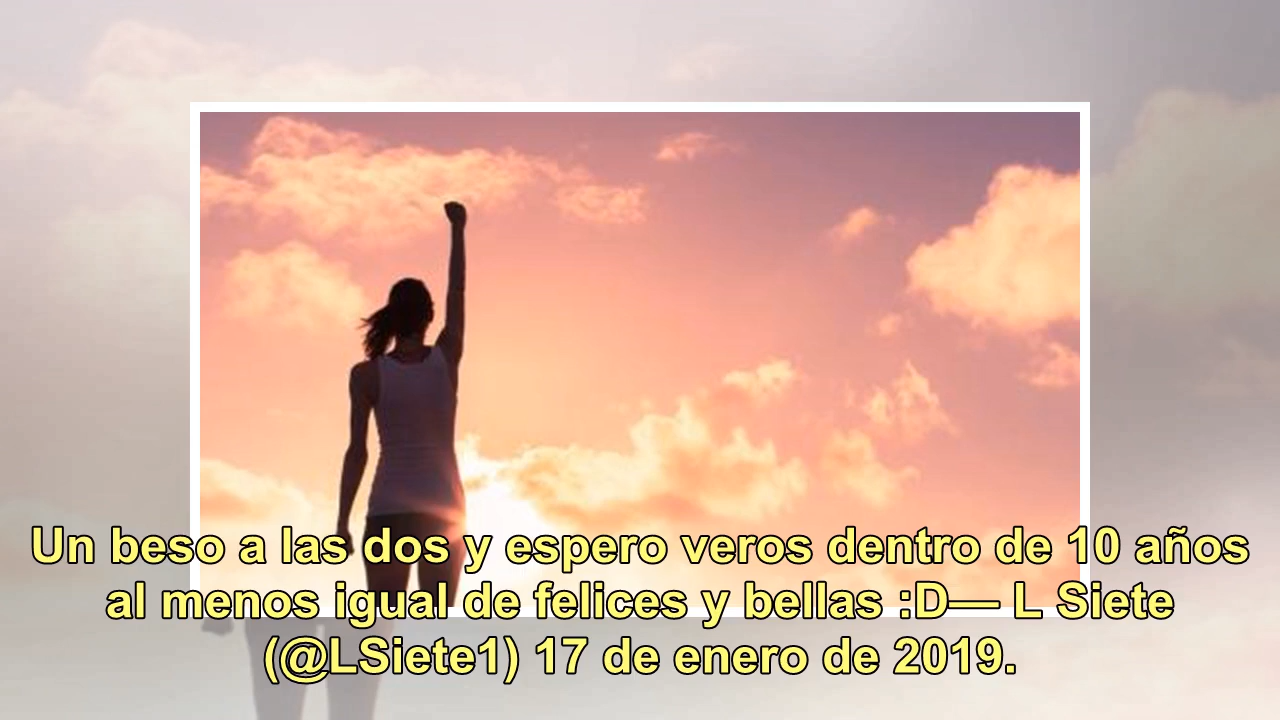 Un beso a las dos y espero veros dentro de 10 años
al menos igual de felices y bellas :D— L Siete
(@LSiete1) 17 de enero de 2019.